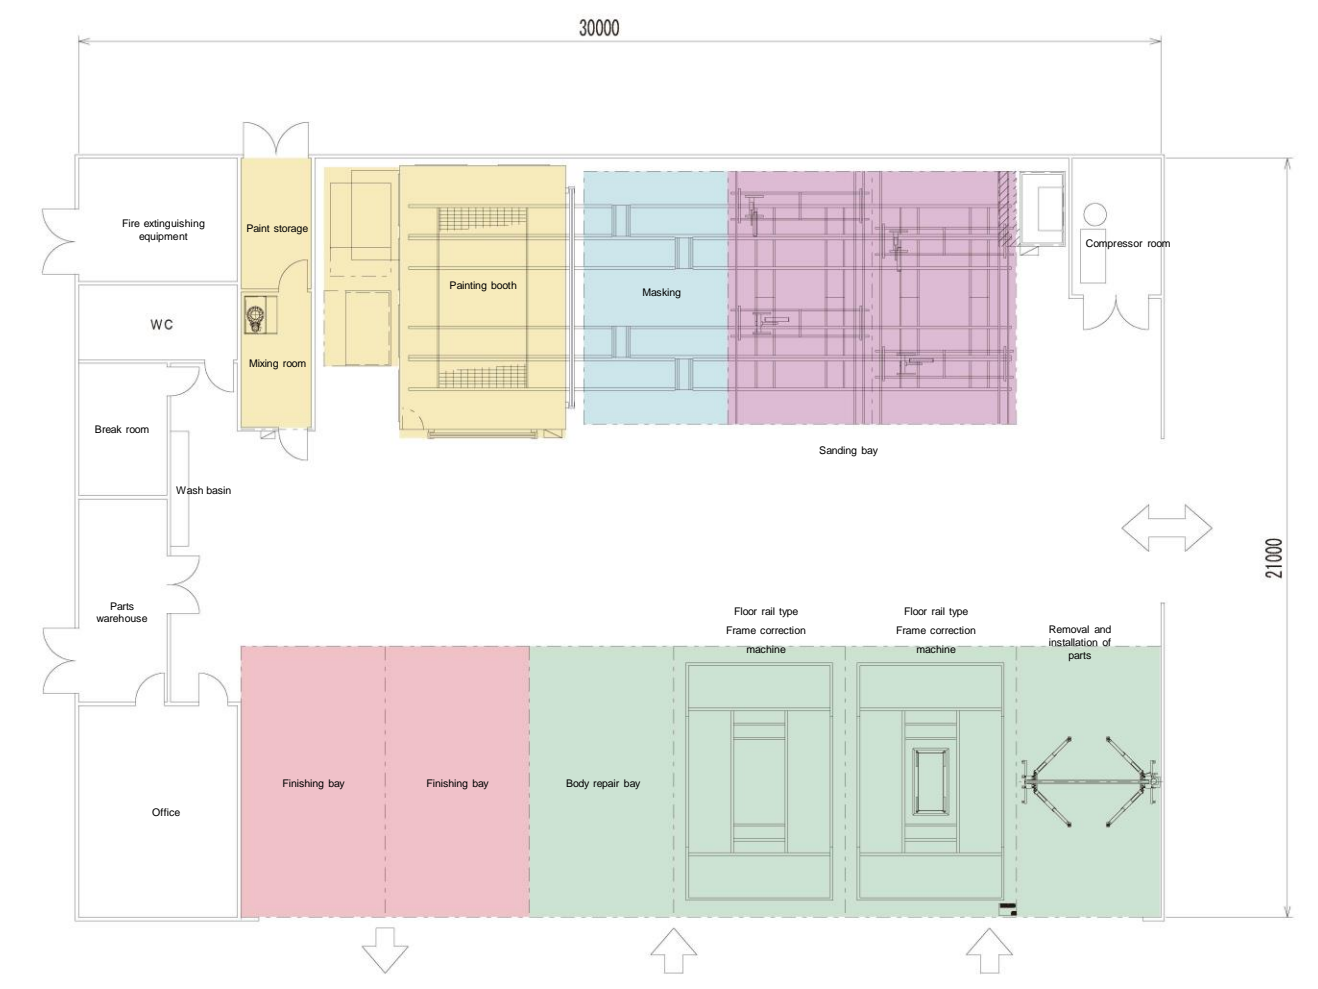 30000
Fire extinguishing
equipment
Paint storage
Compressor room
Painting booth
Masking
WC
Mixing room
Break room
Sanding bay
Wash basin
21000
Parts
warehouse
Floor rail type
Frame correction
machine
Floor rail type
Frame correction
machine
Removal and
installation of
parts
Finishing bay
Finishing bay
Body repair bay
Office